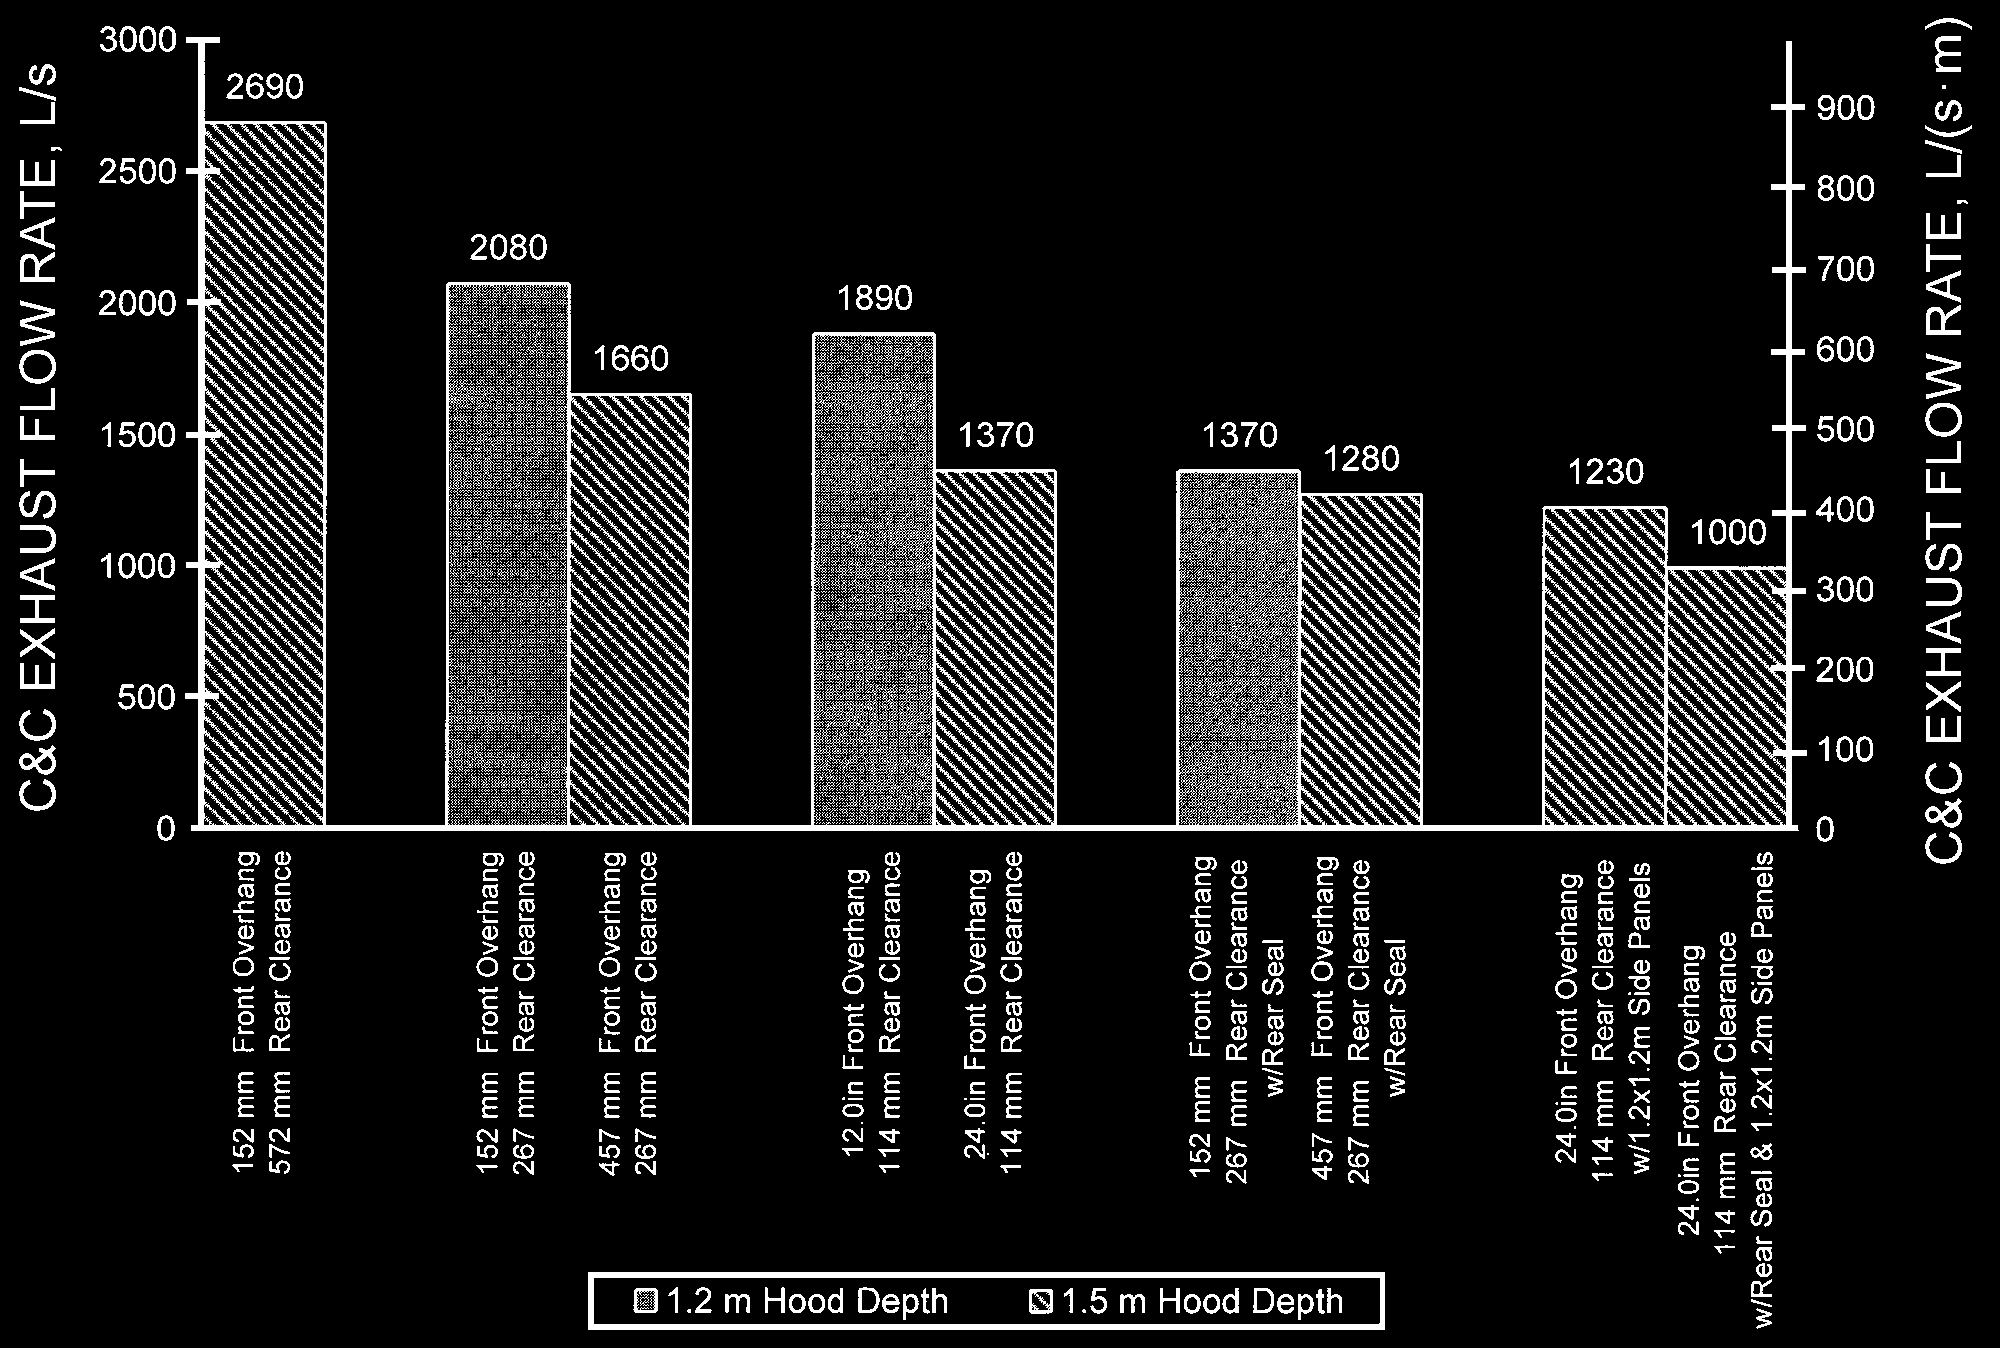 C&C EXHAUST FLOW RATE, L/s
3000
2500
2000
1500
1000
500
0
2690
2080
1660
1890
1370
1370
1280
1230
1000
900
800
700
600
500
400
300
200
100
0
C&C EXHAUST FLOW RATE, L/(s·m)
152 mm Front Overhang
572 mm Rear Clearance
152 mm Front Overhang
267 mm Rear Clearance
457 mm Front Overhang
267 mm Rear Clearance
12.0in Front Overhang
114 mm Rear Clearance
24.0in Front Overhang
114 mm Rear Clearance
152 mm Front Overhang
267 mm Rear Clearance
w/Rear Seal
457 mm Front Overhang
267 mm Rear Clearance
w/Rear Seal
24.0in Front Overhang
114 mm Rear Clearance
w/1.2x1.2m Side Panels
24.0in Front Overhang
114 mm Rear Clearance
w/Rear Seal & 1.2x1.2m Side Panels
1.2 m Hood Depth
1.5 m Hood Depth